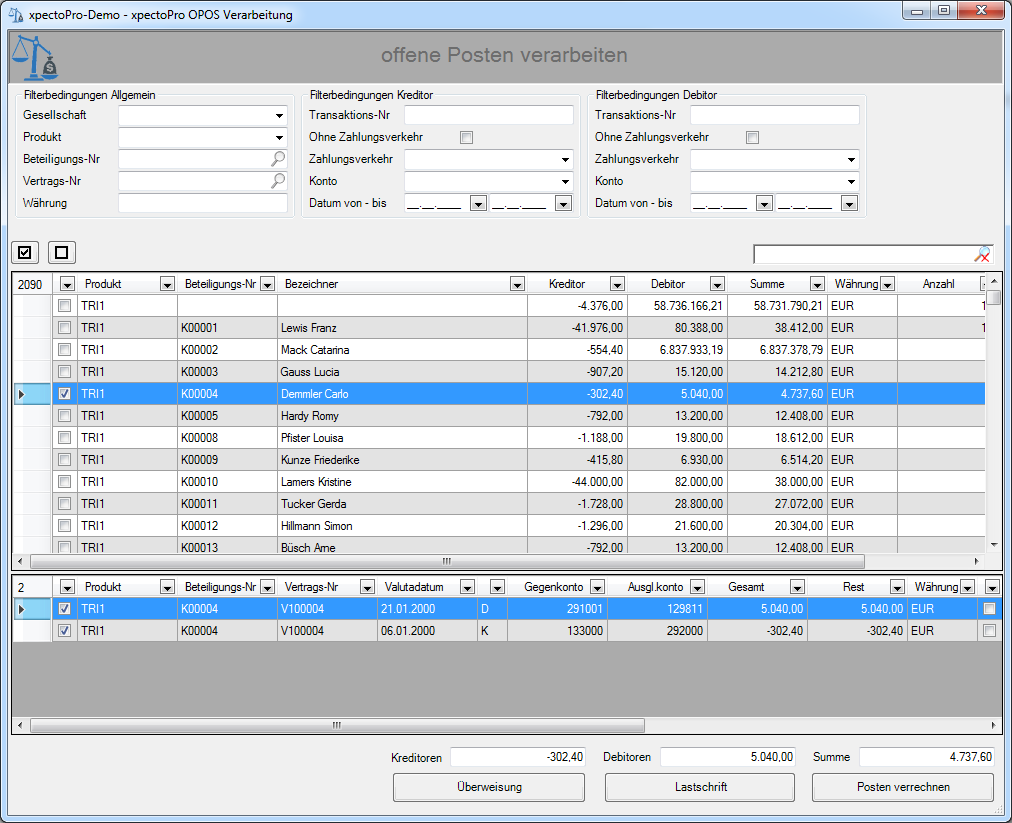 xpectoPro-Demo - xpectoPro OPOS Verarbeitung
offene Posten verarbeiten
Filterbedingungen Allgemein
Gesellschaft
Produkt
Beteiligungs-Nr
Vertrags-Nr
Währung
Filterbedingungen Kreditor
Transaktions-Nr
Ohne Zahlungsverkehr
Zahlungsverkehr
Konto
Datum von - bis __.__.____ __.__.____
Filterbedingungen Debitor
Transaktions-Nr
Ohne Zahlungsverkehr
Zahlungsverkehr
Konto
Datum von - bis __.__.____ __.__.____
2090 Produkt Beteiligungs-Nr Bezeichner Kreditor Debitor Summe Währung Anzahl
TRI1 -4.376,00 58.736.166,21 58.731.790,21 EUR 1
TRI1 K00001 Lewis Franz -41.976,00 80.388,00 38.412,00 EUR 1
TRI1 K00002 Mack Catarina -554,40 6.837.933,19 6.837.378,79 EUR
TRI1 K00003 Gauss Lucia -907,20 15.120,00 14.212,80 EUR
TRI1 K00004 Demmler Carlo -302,40 5.040,00 4.737,60 EUR
TRI1 K00005 Hardy Romy -792,00 13.200,00 12.408,00 EUR
TRI1 K00008 Pfister Louisa -1.188,00 19.800,00 18.612,00 EUR
TRI1 K00009 Kunze Friederike -415,80 6.930,00 6.514,20 EUR
TRI1 K00010 Lamers Kristine -44.000,00 82.000,00 38.000,00 EUR
TRI1 K00011 Tucker Gerda -1.728,00 28.800,00 27.072,00 EUR
TRI1 K00012 Hillmann Simon -1.296,00 21.600,00 20.304,00 EUR
TRI1 K00013 Büsch Arne -792,00 13.200,00 12.408,00 EUR
2 Produkt Beteiligungs-Nr Vertrags-Nr Valutadatum Gegenkonto Ausgl.konto Gesamt Rest Währung
TRI1 K00004 V100004 21.01.2000 D 291001 129811 5.040,00 5.040,00 EUR
TRI1 K00004 V100004 06.01.2000 K 133000 292000 -302,40 -302,40 EUR
Kreditoren -302,40 Debitoren 5.040,00 Summe 4.737,60
Überweisung Lastschrift Posten verrechnen